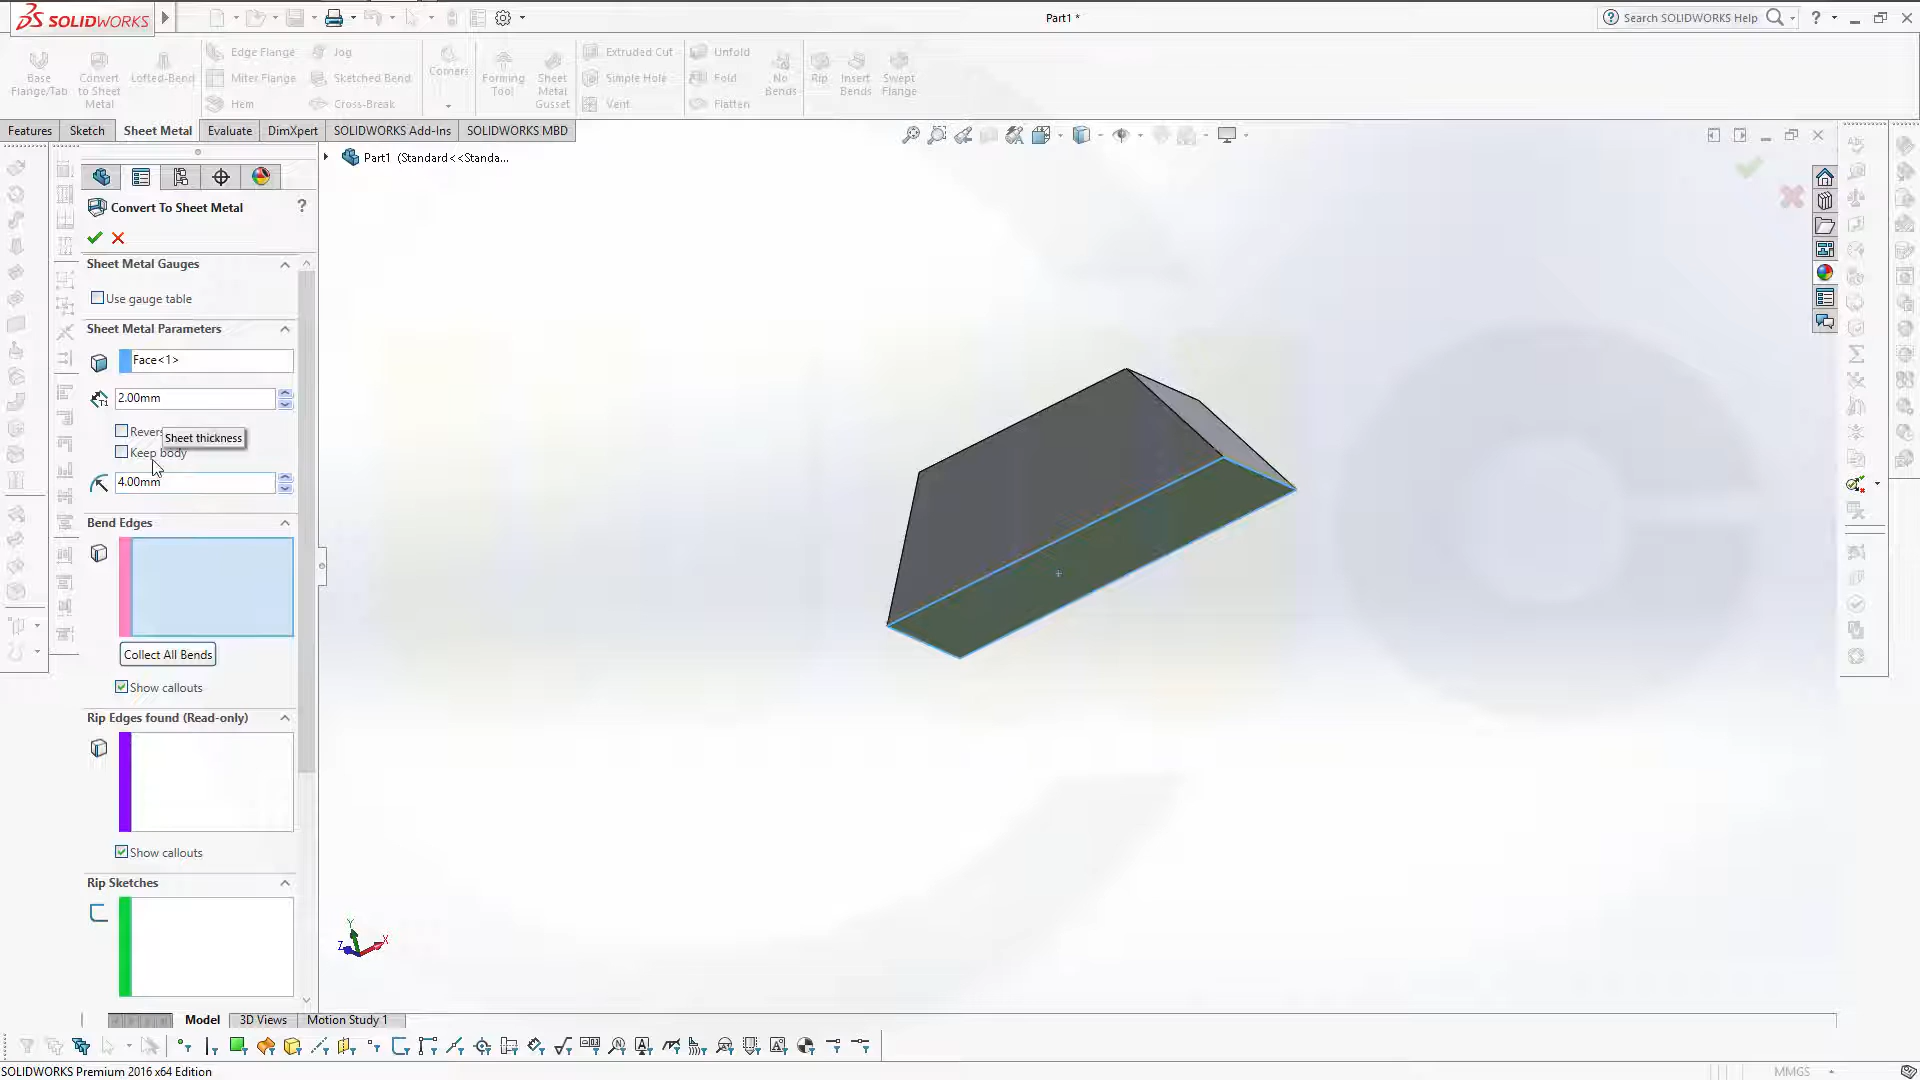 SOLIDWORKS
Part1 *
Search SOLIDWORKS Help
?
Base Flange/Tab
Convert to Sheet Metal
Lofted-Bend
Edge Flange
Miter Flange
Hem
Jog
Sketched Bend
Cross-Break
Corners
Forming Tool
Sheet Metal Gusset
Extruded Cut
Simple Hole
Vent
Unfold
Fold
Flatten
No Bends
Rip
Insert Bends
Swept Flange
Features
Sketch
Sheet Metal
Evaluate
DimXpert
SOLIDWORKS Add-Ins
SOLIDWORKS MBD
Part1 (Standard<<Standa...
Convert To Sheet Metal
?
Sheet Metal Gauges
Use gauge table
Sheet Metal Parameters
Face<1>
2.00mm
Revers
Sheet thickness
Keep body
4.00mm
Bend Edges
Collect All Bends
Show callouts
Rip Edges found (Read-only)
Show callouts
Rip Sketches
Y
X
Z
Model
3D Views
Motion Study 1
SOLIDWORKS Premium 2016 x64 Edition
MMGS